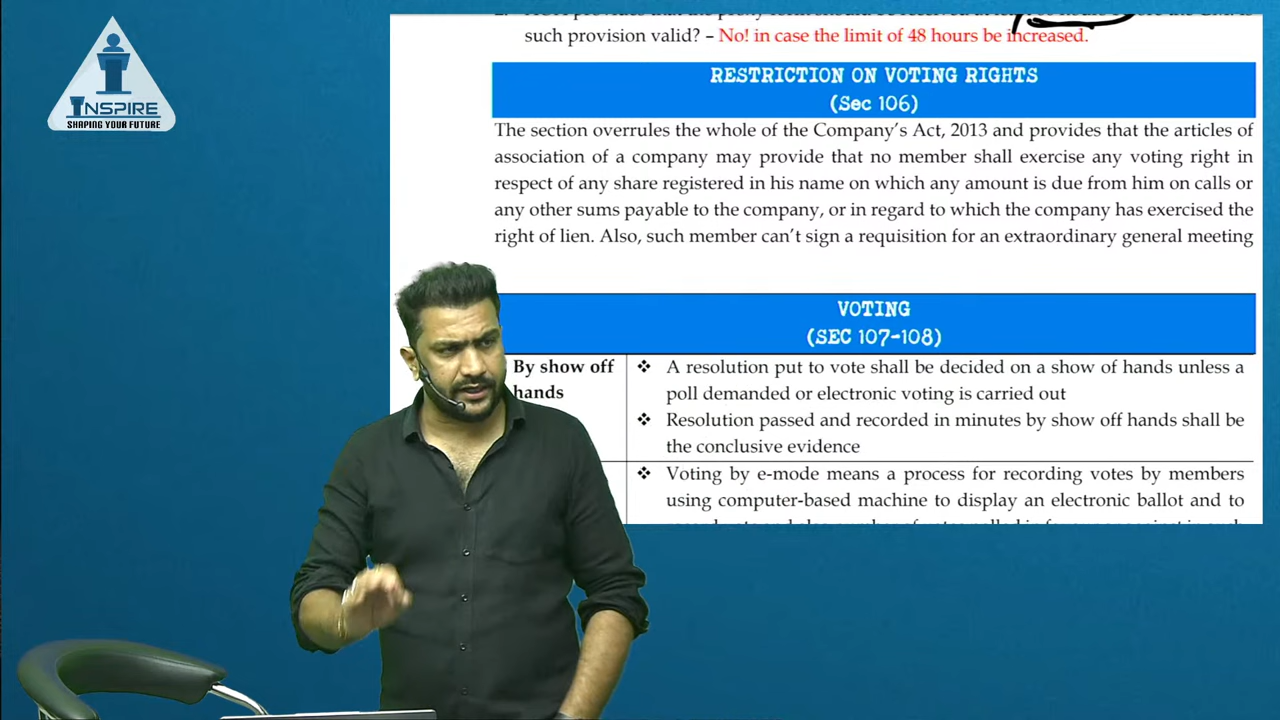 INSPIRE
SHAPING YOUR FUTURE
such provision valid? – No! in case the limit of 48 hours be increased.
RESTRICTION ON VOTING RIGHTS
(Sec 106)
The section overrules the whole of the Company's Act, 2013 and provides that the articles of
association of a company may provide that no member shall exercise any voting right in
respect of any share registered in his name on which any amount is due from him on calls or
any other sums payable to the company, or in regard to which the company has exercised the
right of lien. Also, such member can't sign a requisition for an extraordinary general meeting
VOTING
(SEC 107-108)
By show off
hands
❖ A resolution put to vote shall be decided on a show of hands unless a
poll demanded or electronic voting is carried out
❖ Resolution passed and recorded in minutes by show off hands shall be
the conclusive evidence
❖ Voting by e-mode means a process for recording votes by members
using computer-based machine to display an electronic ballot and to